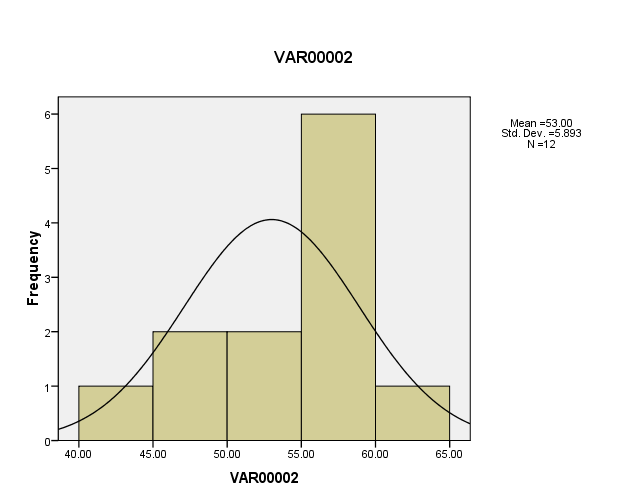 VAR00002
Mean =53.00
Std. Dev. =5.893
N =12
Frequency
6
5
4
3
2
1
0
40.00 45.00 50.00 55.00 60.00 65.00
VAR00002